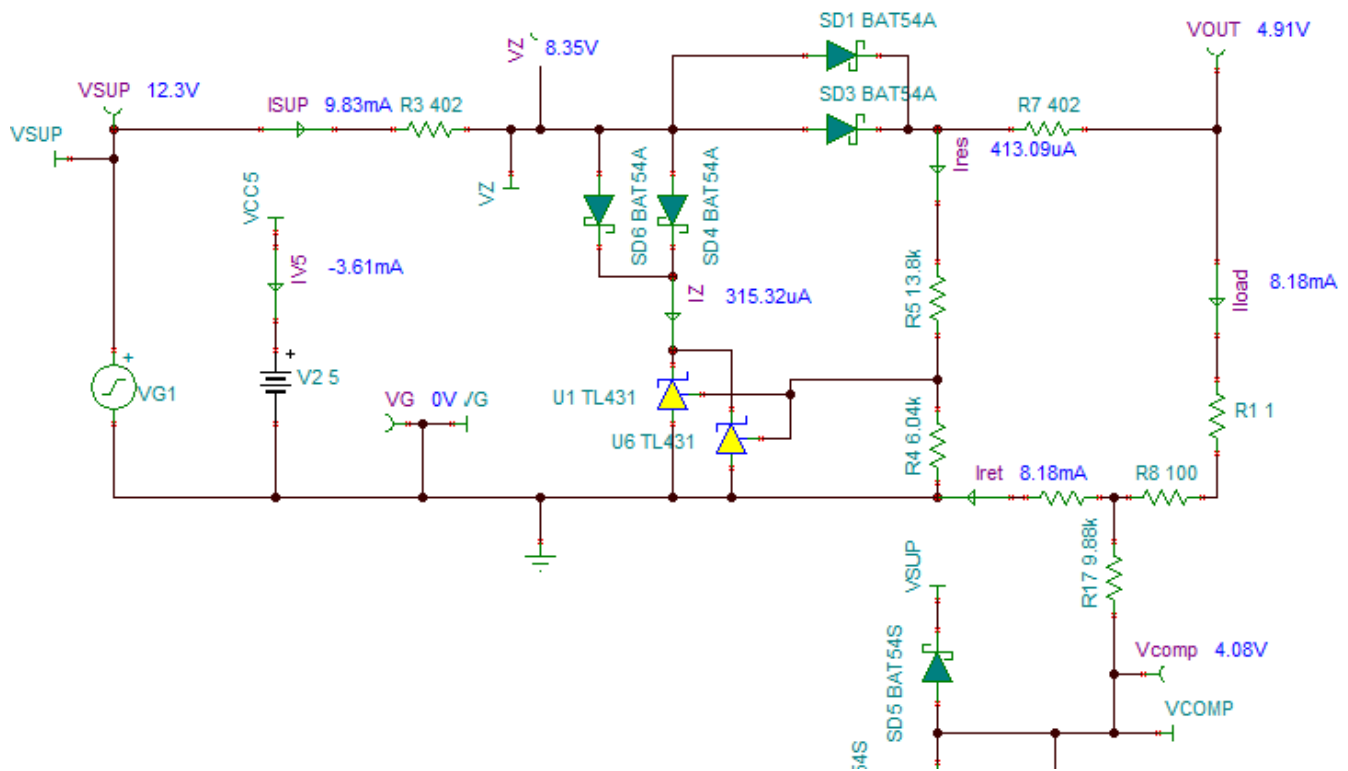 SD1 BAT54A
VOUT 4.91V
VZ 8.35V
VSUP 12.3V
ISUP 9.83mA R3 402
SD3 BAT54A
R7 402
VSUP
Ires 413.09uA
VZ
SD6 BAT54A
SD4 BAT54A
VCC5
IV5 -3.61mA
IZ 315.32uA
R5 13.8k
Iload 8.18mA
VG1
V2 5
VG 0V /G
U1 TL431
U6 TL431
R4 6.04k
R1 1
Iret 8.18mA
R8 100
R17 9.88k
VSUP
SD5 BAT54S
Vcomp 4.08V
VCOMP
54S